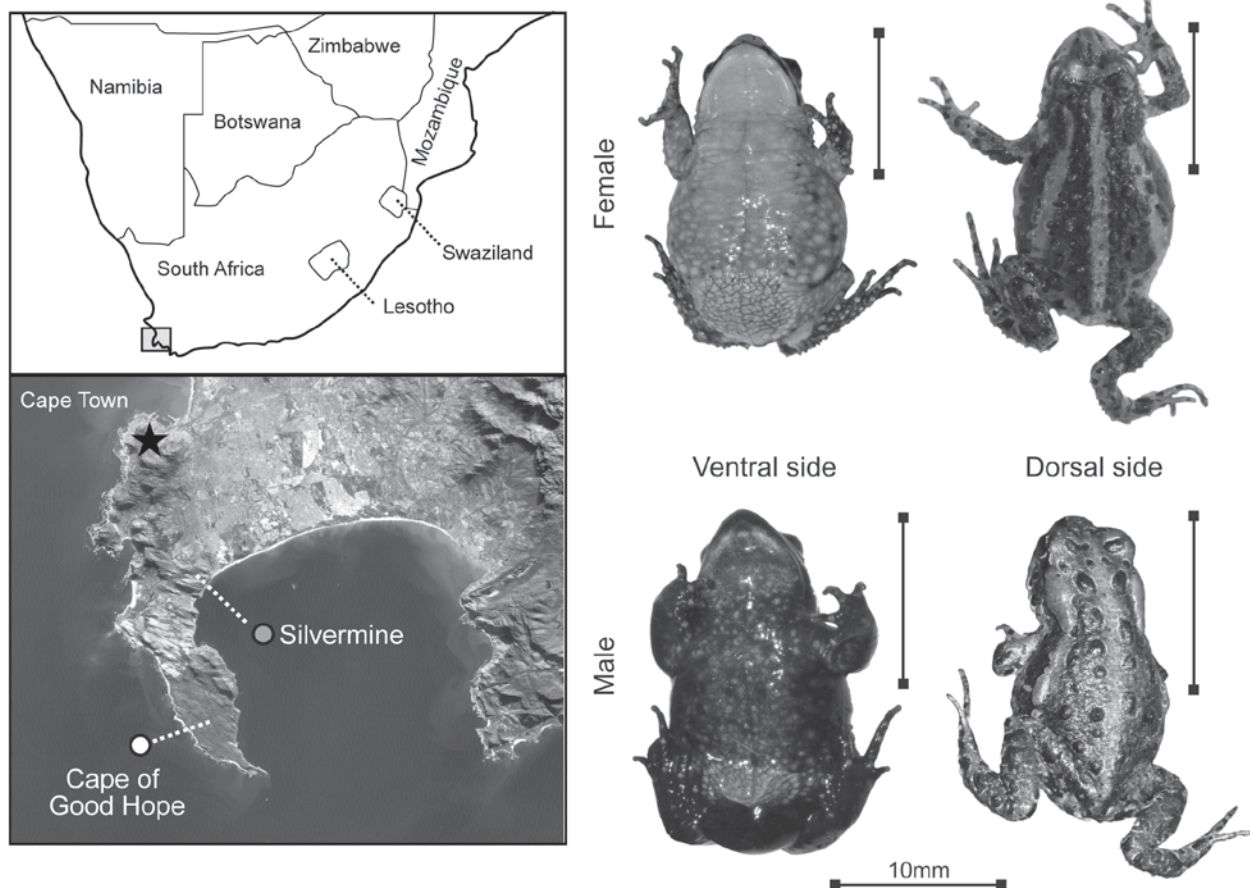 Namibia
Zimbabwe
Botswana
Mozambique
South Africa
Swaziland
Lesotho
Cape Town
Silvermine
Cape of
Good Hope
Female
Ventral side
Dorsal side
Male
10mm